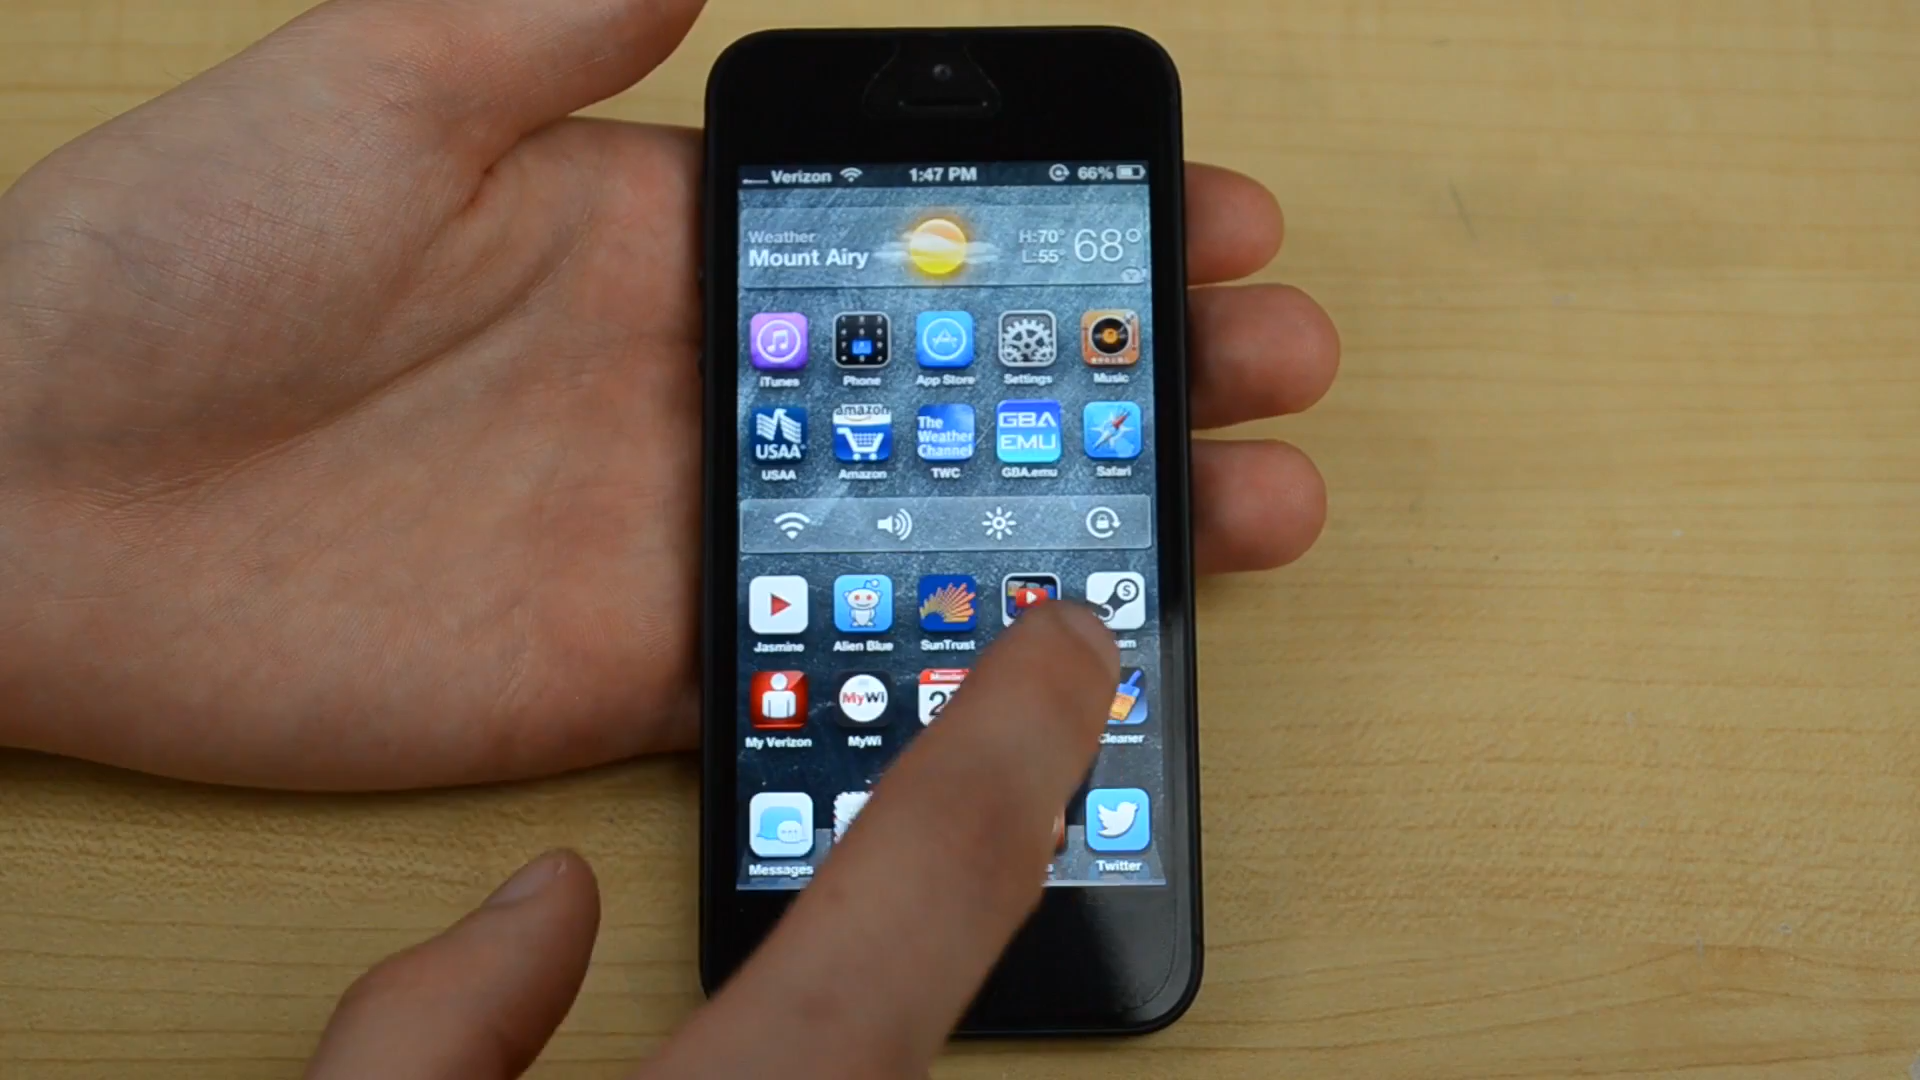 Verizon 1:47 PM 66%
Weather
Mount Airy
H:70°
L:55°
68°
iTunes Phone App Store Settings Music
USAA amazon The Weather Channel GBA EMU
USAA Amazon TWC GBA.emu Safari
S
Jasmine Alien Blue SunTrust
MyWi
My Verizon MyWi Cleaner
Messages Twitter